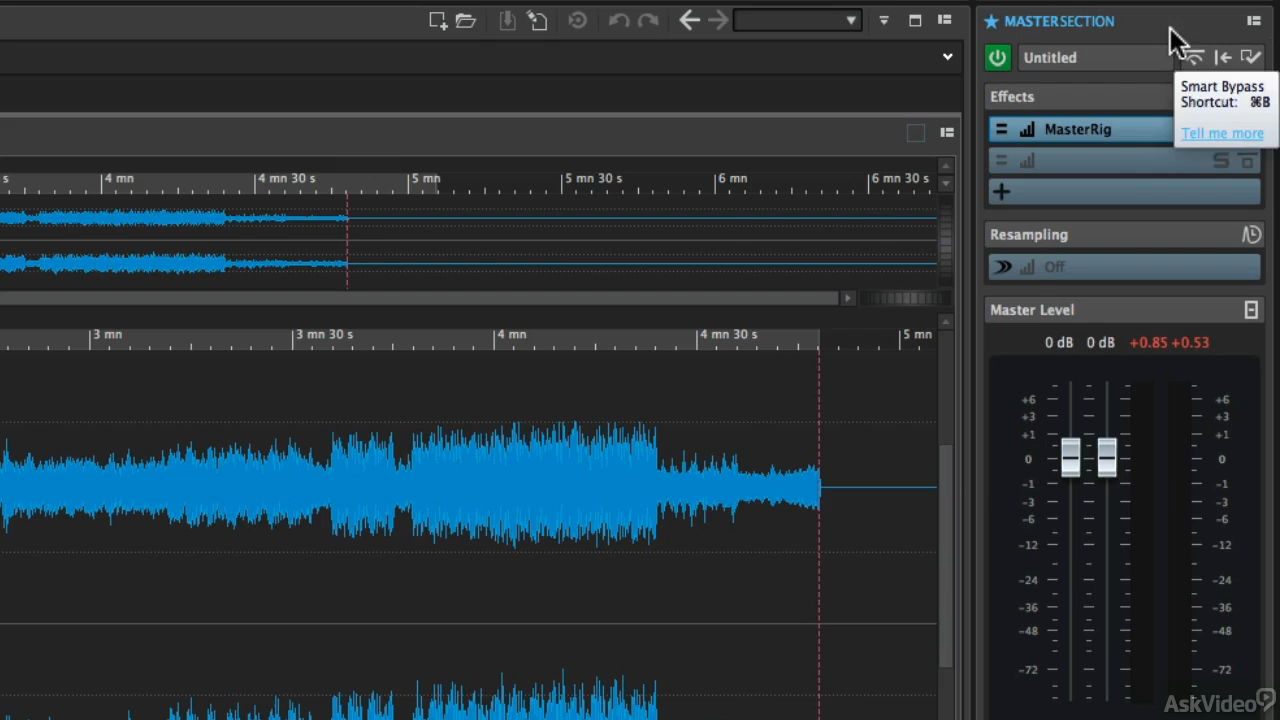 MASTERSECTION
Untitled
Smart Bypass
Shortcut: ⌘B
Tell me more
Effects
MasterRig
S
Resampling
Off
Master Level
0 dB 0 dB +0.85 +0.53
+6 +6
+3 +3
+1 +1
0 0
-1 -1
-3 -3
-6 -6
-12 -12
-24 -24
-36 -36
-48 -48
-72 -72
s 4 mn 4 mn 30 s 5 mn 5 mn 30 s 6 mn 6 mn 30 s
3 mn 3 mn 30 s 4 mn 4 mn 30 s 5 mn
AskVideo